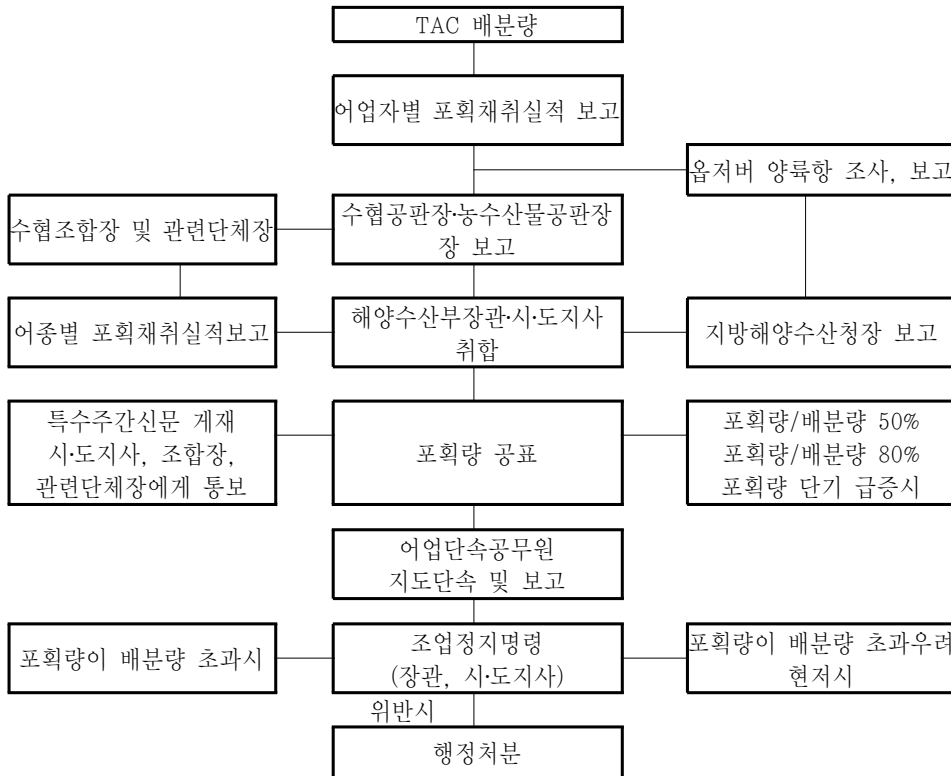 TAC 배분량
어업자별 포획채취실적 보고
옵저버 양륙항 조사, 보고
수협조합장 및 관련단체장
수협공판장·농수산물공판장
장 보고
어종별 포획채취실적보고
해양수산부장관·시·도지사
취합
지방해양수산청장 보고
특수주간신문 게재
시·도지사, 조합장,
관련단체장에게 통보
포획량 공표
포획량/배분량 50%
포획량/배분량 80%
포획량 단기 급증시
어업단속공무원
지도단속 및 보고
포획량이 배분량 초과시
조업정지명령
(장관, 시·도지사)
포획량이 배분량 초과우려
현저시
위반시
행정처분